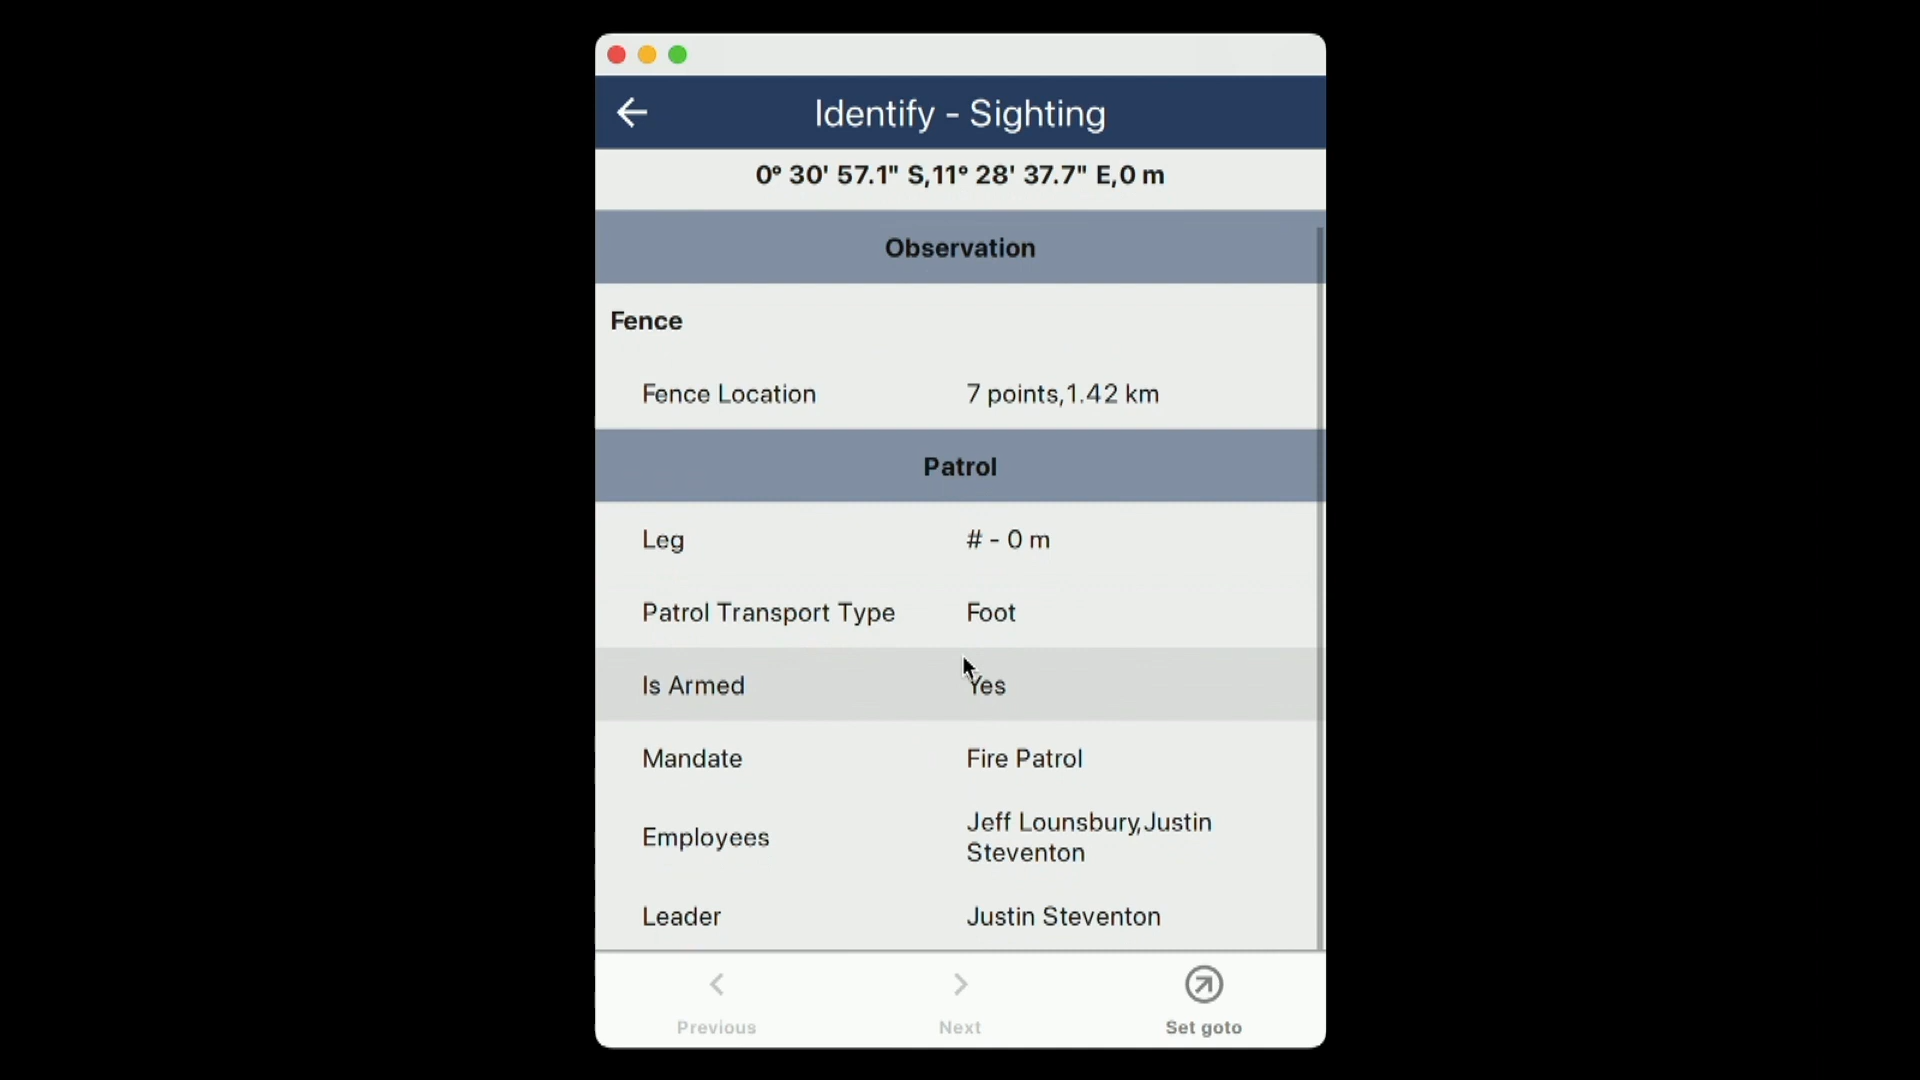 Identify - Sighting
0° 30' 57.1" S,11° 28' 37.7" E,0 m
Observation
Fence
Fence Location 7 points,1.42 km
Patrol
Leg # - 0 m
Patrol Transport Type Foot
Is Armed Yes
Mandate Fire Patrol
Employees Jeff Lounsbury,Justin
Steventon
Leader Justin Steventon
Previous Next Set goto